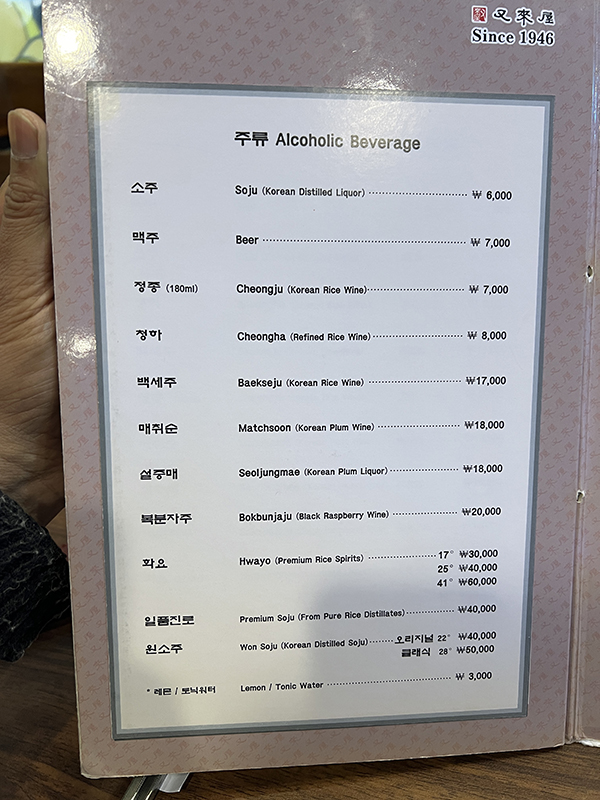 又來屋
Since 1946
주류 Alcoholic Beverage
소주 Soju (Korean Distilled Liquor) ₩ 6,000
맥주 Beer ₩ 7,000
정종 (180ml) Cheongju (Korean Rice Wine) ₩ 7,000
청하 Cheongha (Refined Rice Wine) ₩ 8,000
백세주 Baekseju (Korean Rice Wine) ₩17,000
매취순 Matchsoon (Korean Plum Wine) ₩18,000
설중매 Seoljungmae (Korean Plum Liquor) ₩18,000
복분자주 Bokbunjaju (Black Raspberry Wine) ₩20,000
화요 Hwayo (Premium Rice Spirits) 17° ₩30,000
25° ₩40,000
41° ₩60,000
일품진로 Premium Soju (From Pure Rice Distillates) ₩40,000
원소주 Won Soju (Korean Distilled Soju) 오리지널 22° ₩40,000
클래식 28° ₩50,000
* 레몬 / 토닉워터 Lemon / Tonic Water ₩ 3,000